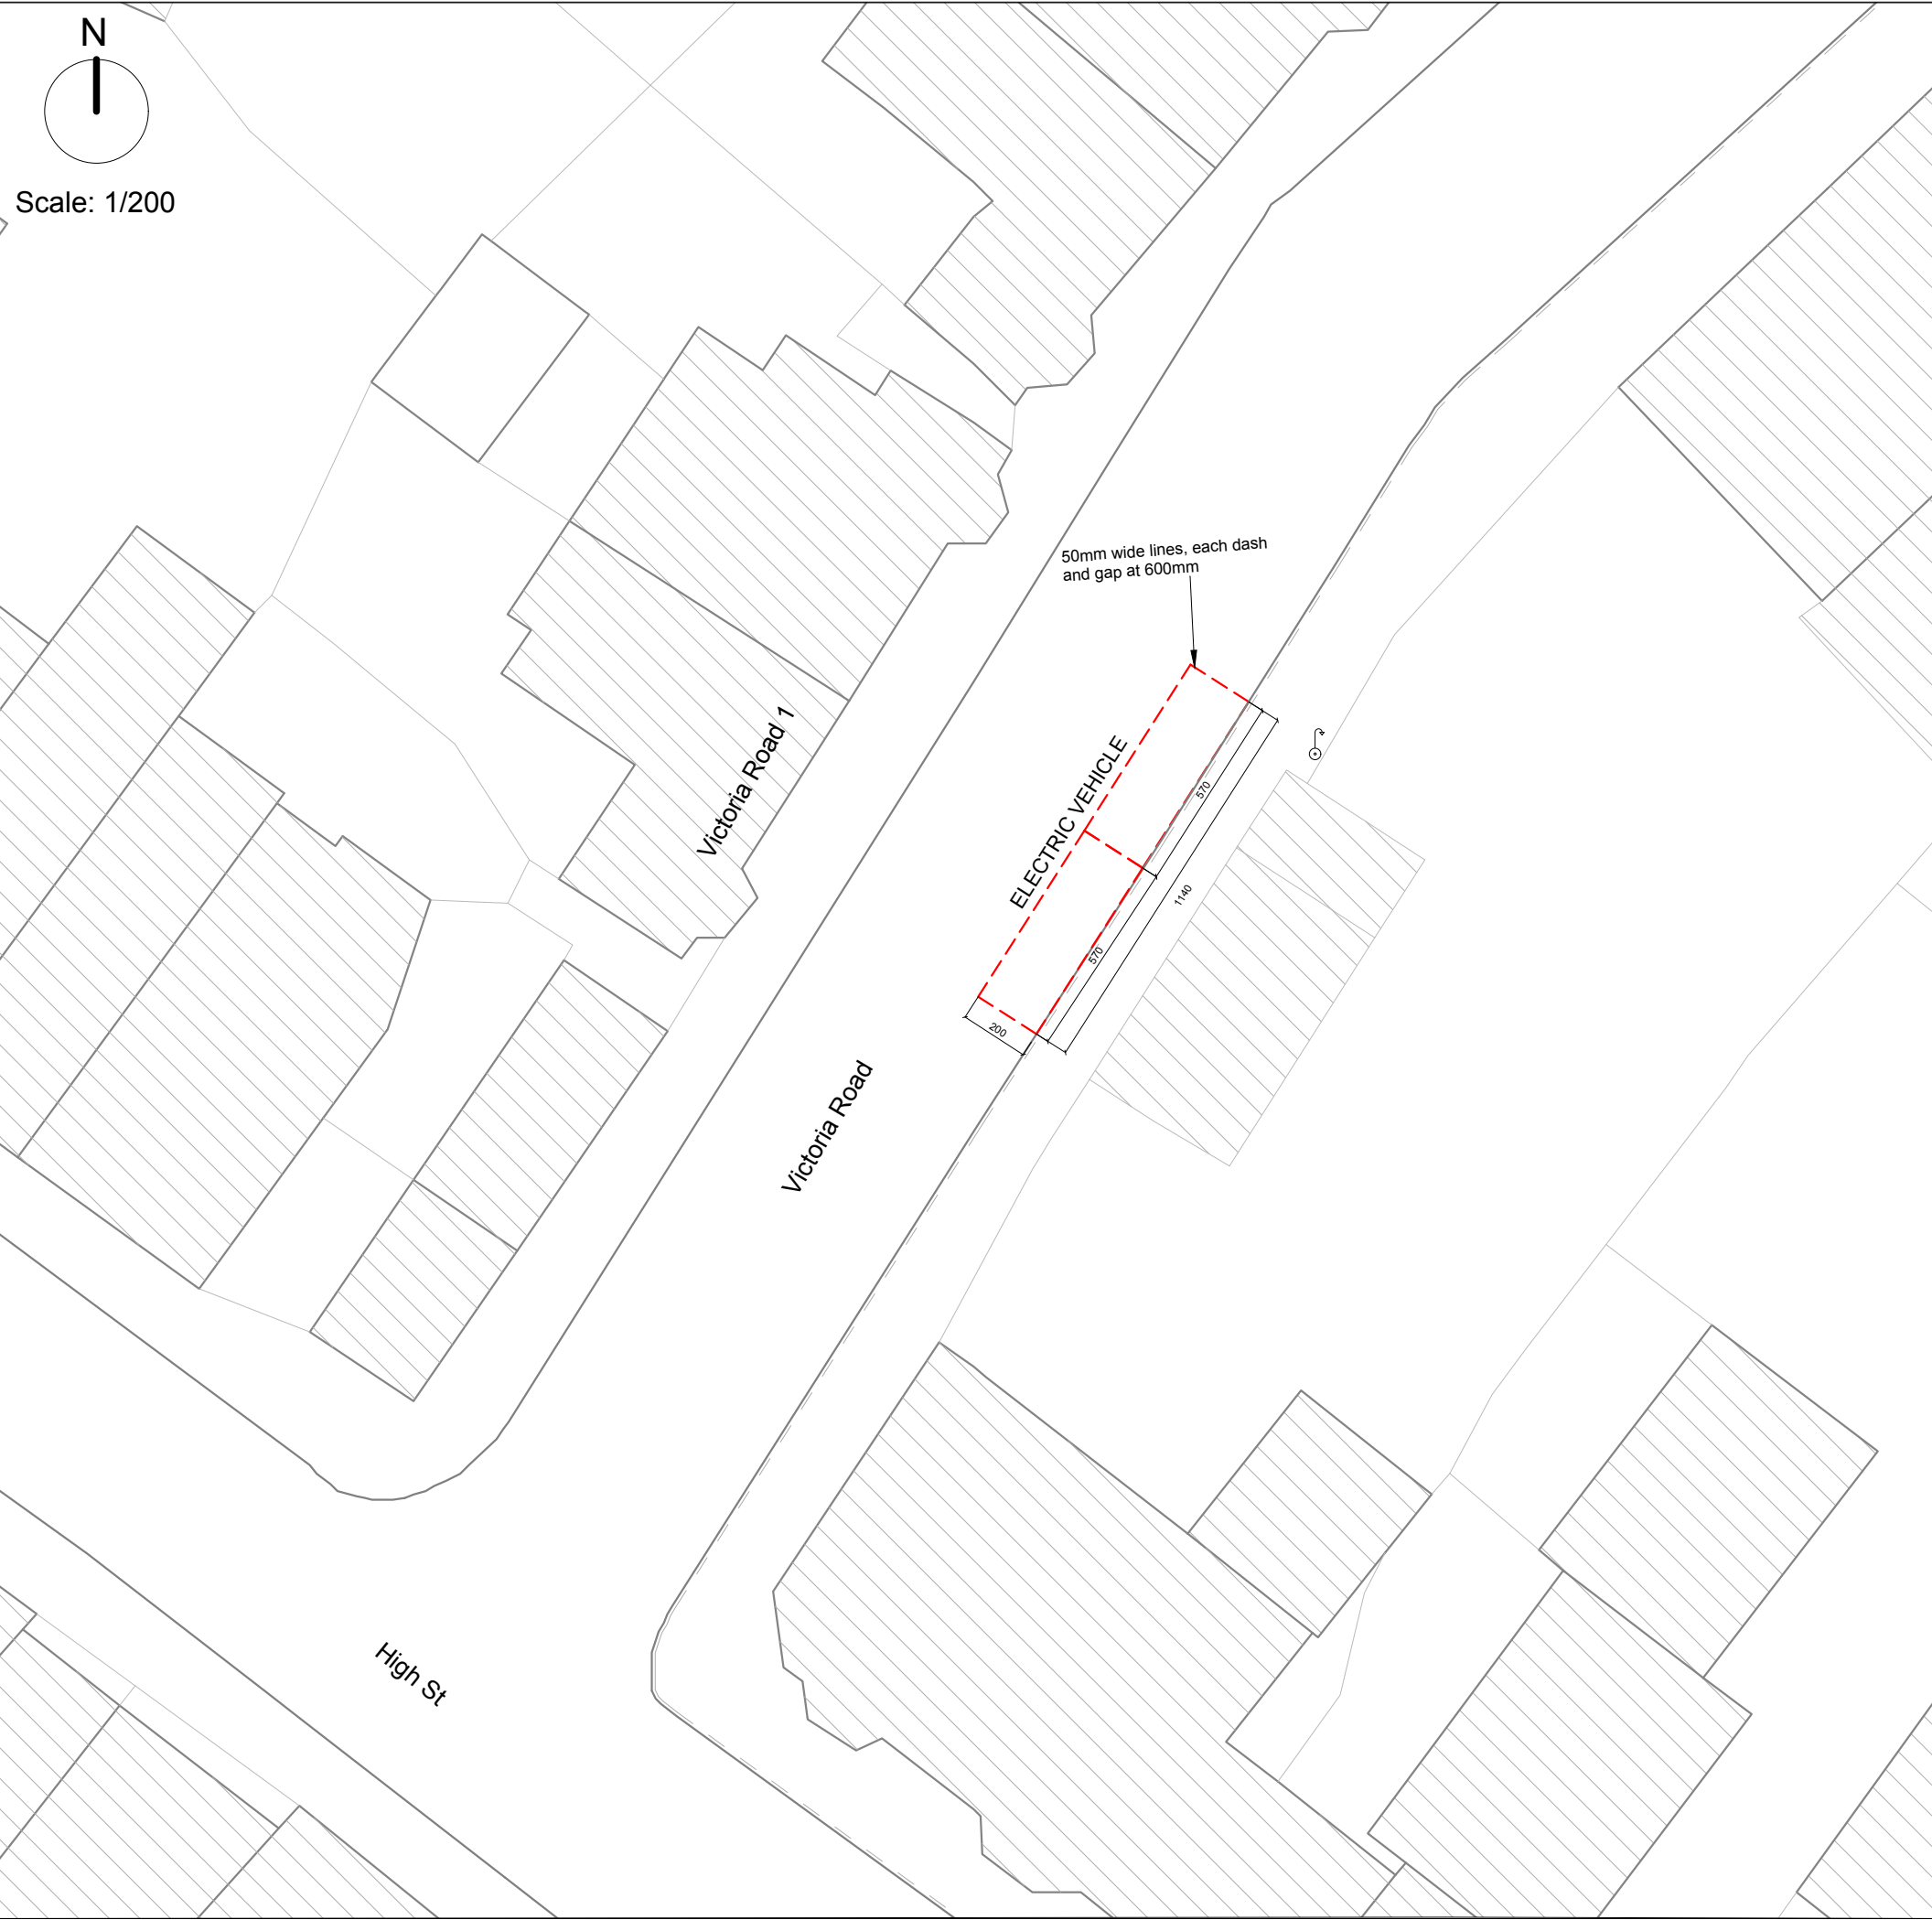 N
Scale: 1/200
50mm wide lines, each dash
and gap at 600mm
Victoria Road 1
ELECTRIC VEHICLE
570
1140
570
200
Victoria Road
High St